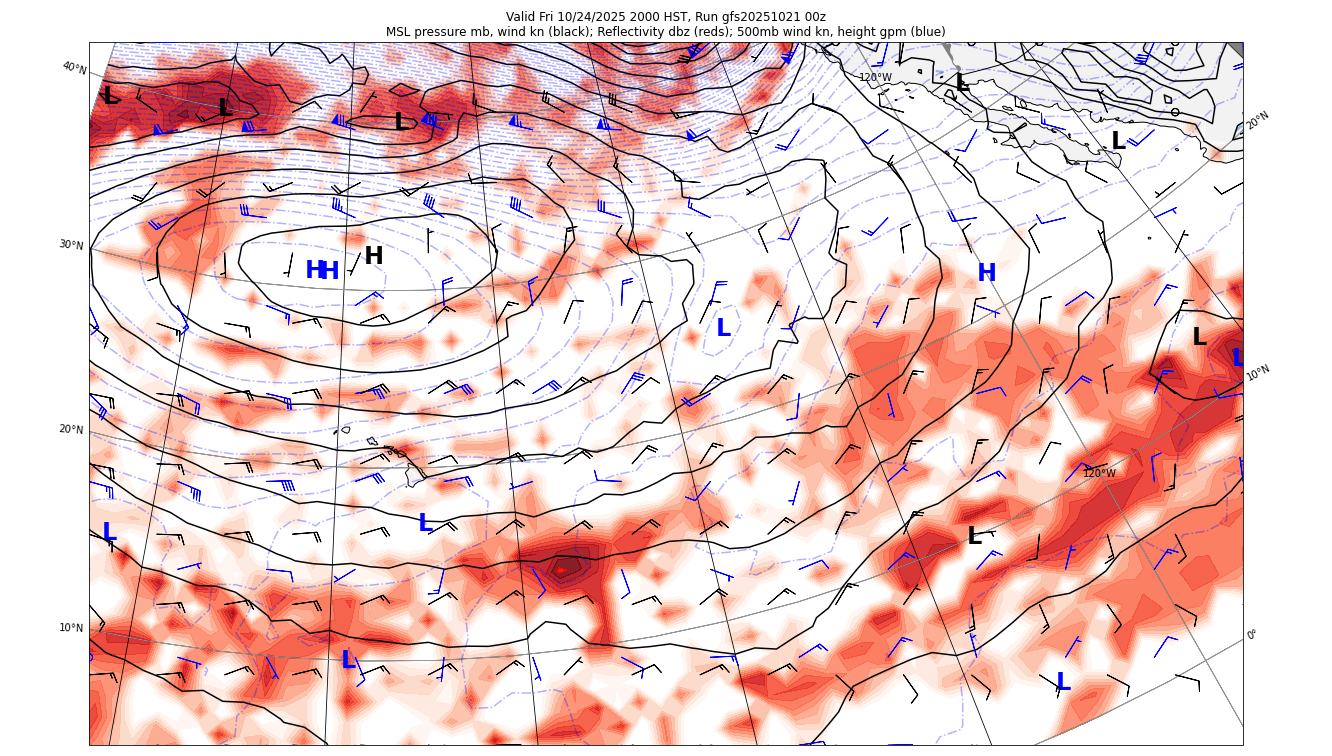 Valid Fri 10/24/2025 2000 HST, Run gfs20251021 00z
MSL pressure mb, wind kn (black); Reflectivity dbz (reds); 500mb wind kn, height gpm (blue)
40°N
120°W
L
L
L
L
L
20°N
30°N
H
H
H
H
L
L
L
10°N
20°N
120°W
L
L
L
10°N
L
L
0°